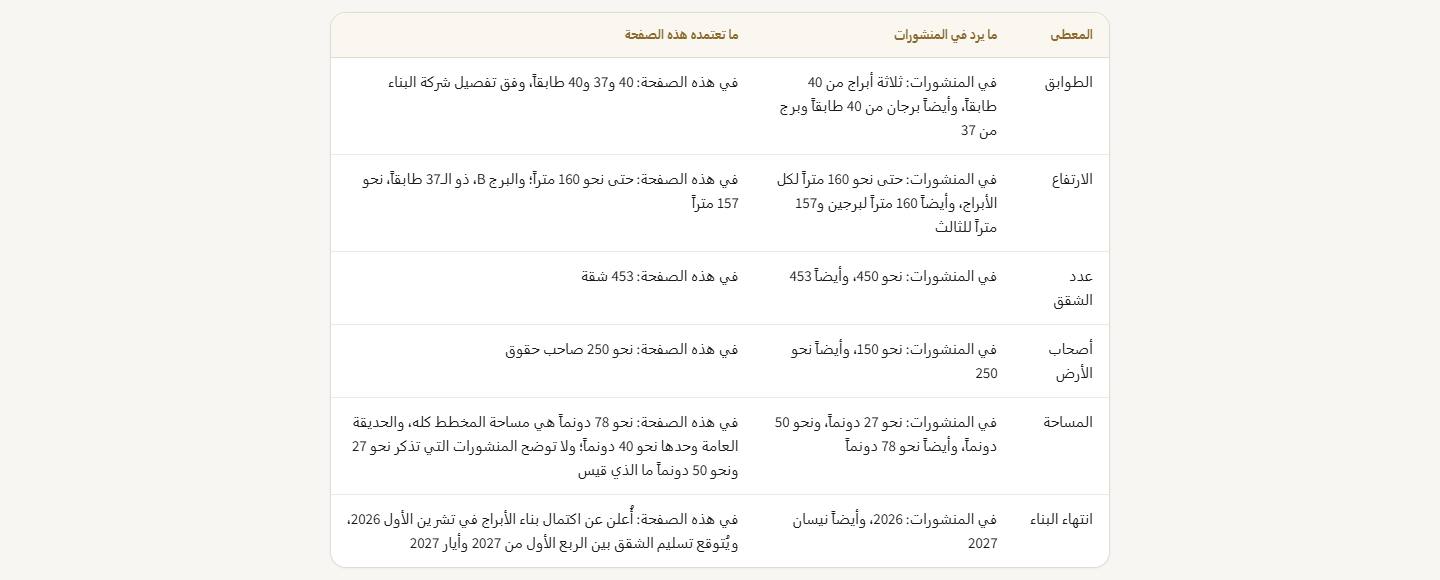 المعطى
ما يرد في المنشورات
ما تعتمده هذه الصفحة
الطوابق
في المنشورات: ثلاثة أبراج من 40
طابقاً، وأيضاً برجان من 40 طابقاً وبرج
من 37
في هذه الصفحة: 40 و37 و40 طابقاً، وفق تفصيل شركة البناء
الارتفاع
في المنشورات: حتى نحو 160 متراً لكل
الأبراج، وأيضاً 160 متراً لبرجين و157
متراً للثالث
في هذه الصفحة: حتى نحو 160 متراً؛ والبرج B، ذو الـ37 طابقاً، نحو
157 متراً
عدد
الشقق
في المنشورات: نحو 450، وأيضاً 453
في هذه الصفحة: 453 شقة
أصحاب
الأرض
في المنشورات: نحو 150، وأيضاً نحو
250
في هذه الصفحة: نحو 250 صاحب حقوق
المساحة
في المنشورات: نحو 27 دونماً، ونحو 50
دونماً، وأيضاً نحو 78 دونماً
في هذه الصفحة: نحو 78 دونماً هي مساحة المخطط كله، والحديقة
العامة وحدها نحو 40 دونماً؛ ولا توضح المنشورات التي تذكر نحو 27
ونحو 50 دونماً ما الذي قيس
انتهاء البناء
في المنشورات: 2026، وأيضاً نيسان
2027
في هذه الصفحة: أُعلن عن اكتمال بناء الأبراج في تشرين الأول 2026،
ويُتوقع تسليم الشقق بين الربع الأول من 2027 وأيار 2027